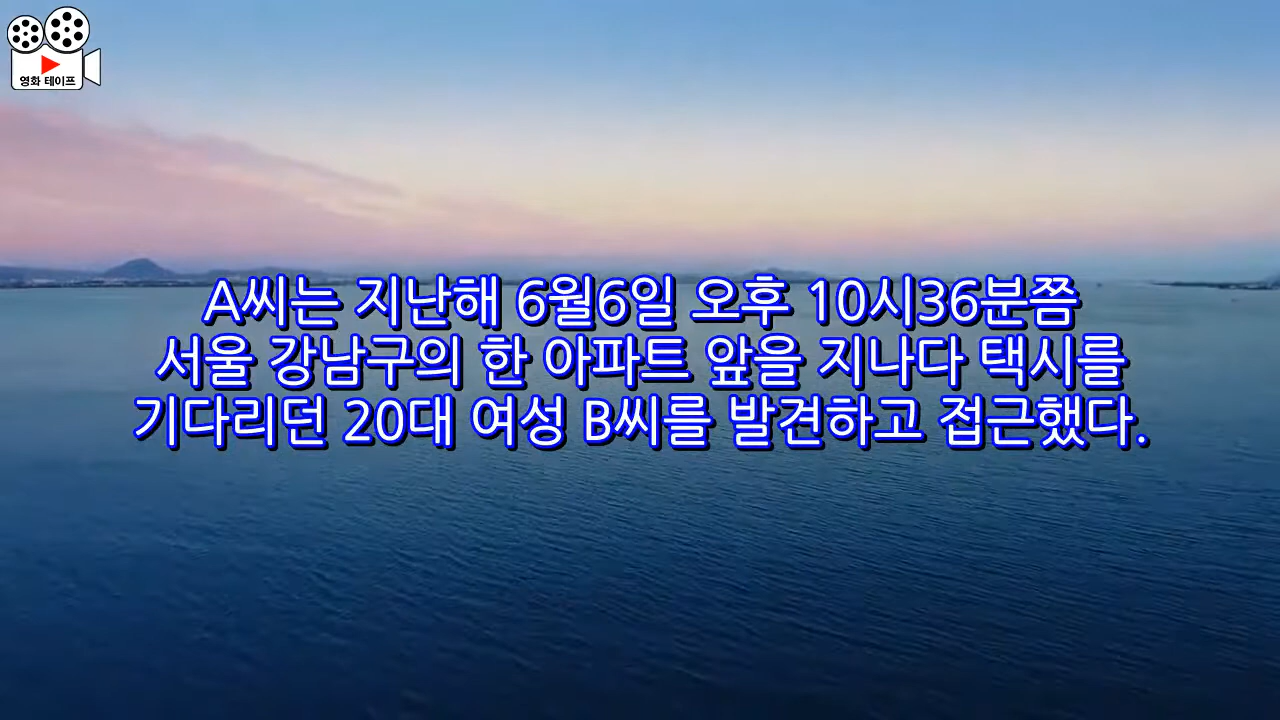 영화 테이프
A씨는 지난해 6월6일 오후 10시36분쯤
서울 강남구의 한 아파트 앞을 지나다 택시를
기다리던 20대 여성 B씨를 발견하고 접근했다.